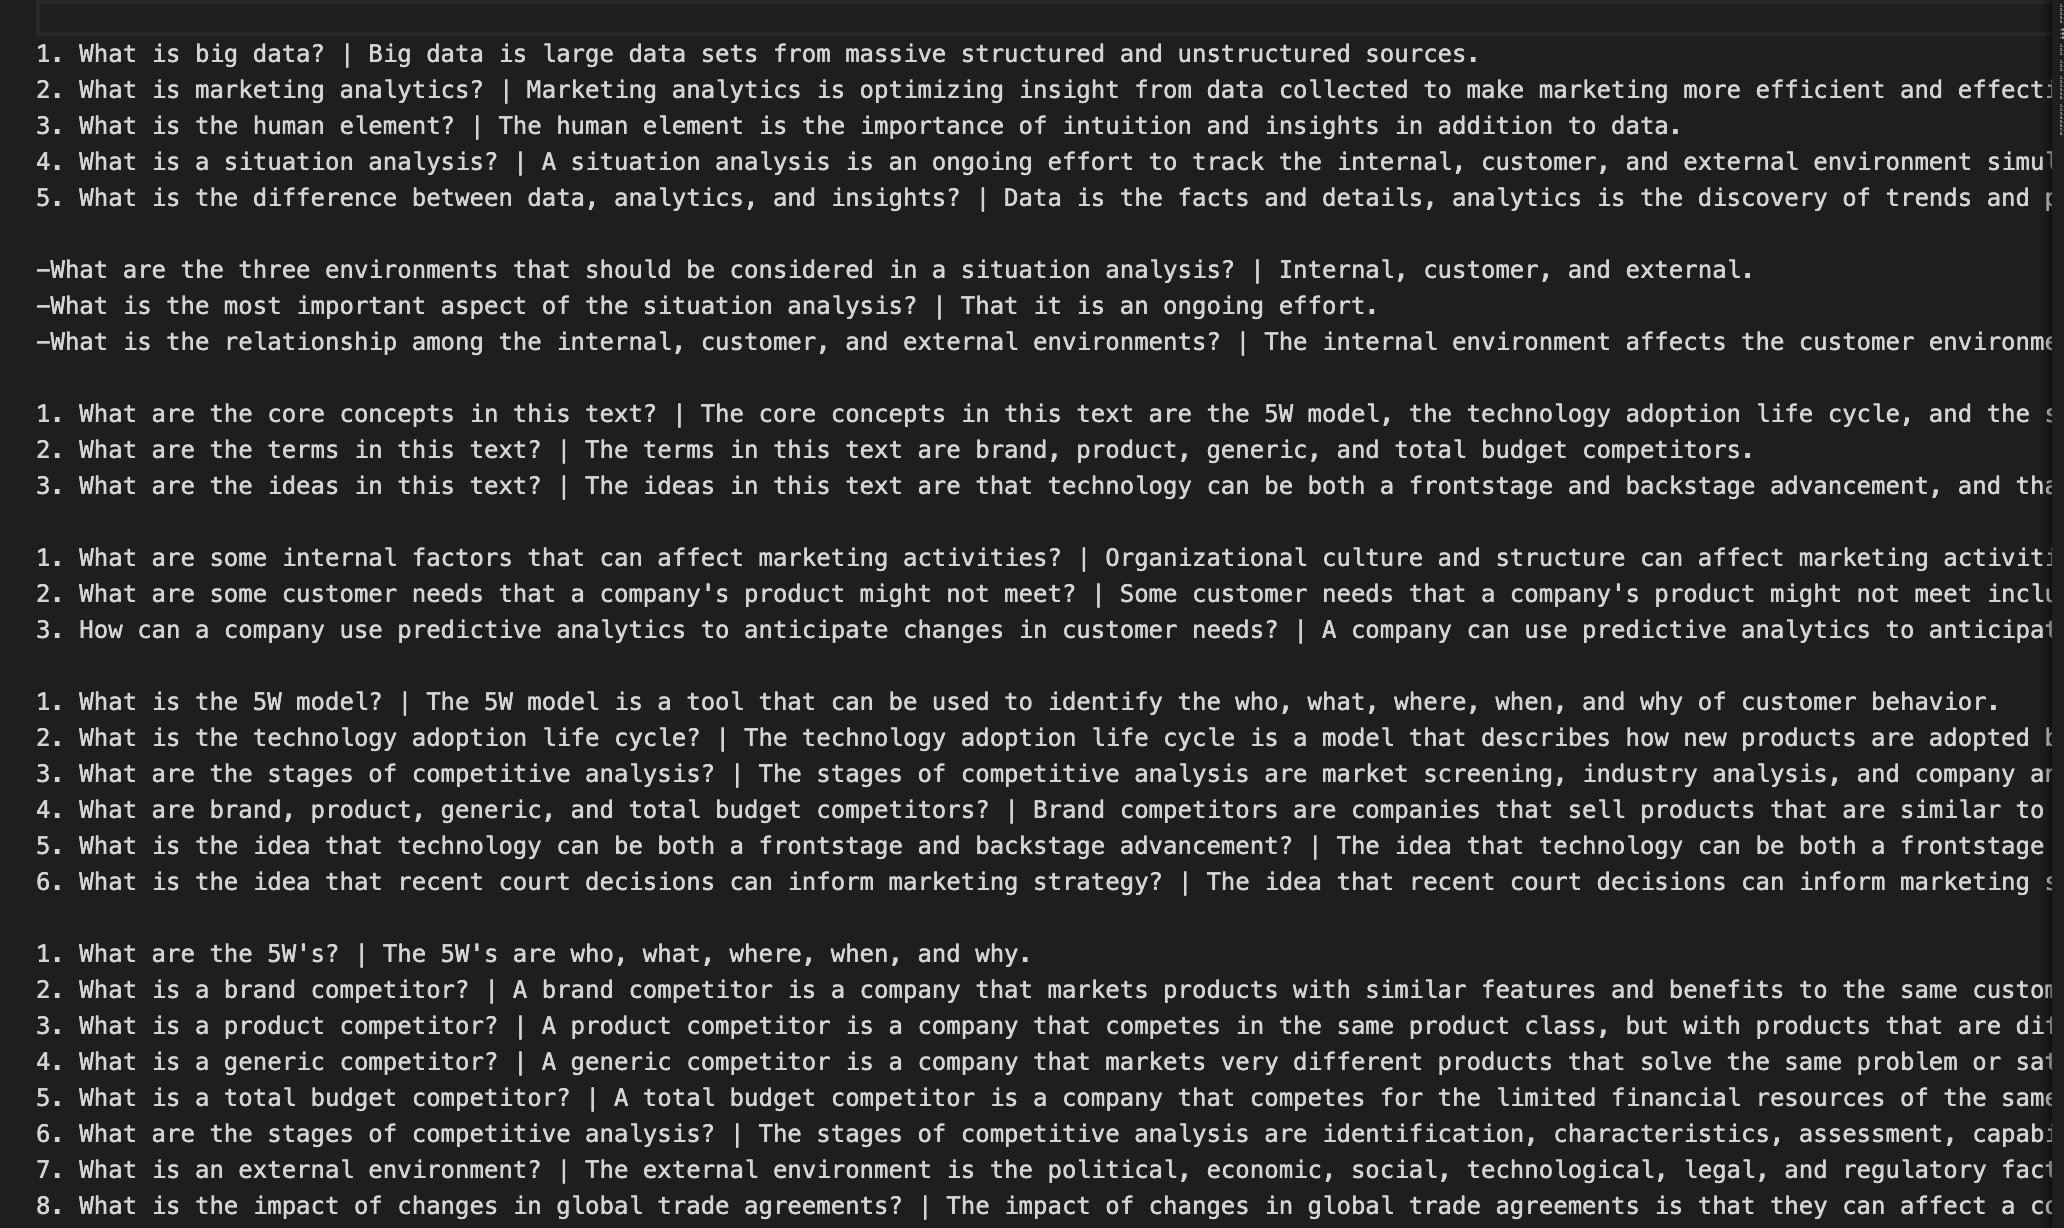 1. What is big data? | Big data is large data sets from massive structured and unstructured sources.
2. What is marketing analytics? | Marketing analytics is optimizing insight from data collected to make marketing more efficient and
3. What is the human element? | The human element is the importance of intuition and insights in addition to data.
4. What is a situation analysis? | A situation analysis is an ongoing effort to track the internal, customer, and external environment
5. What is the difference between data, analytics, and insights? | Data is the facts and details, analytics is the discovery of trends and
–What are the three environments that should be considered in a situation analysis? | Internal, customer, and external.
–What is the most important aspect of the situation analysis? | That it is an ongoing effort.
–What is the relationship among the internal, customer, and external environments? | The internal environment affects the customer
1. What are the core concepts in this text? | The core concepts in this text are the 5W model, the technology adoption life cycle, and the
2. What are the terms in this text? | The terms in this text are brand, product, generic, and total budget competitors.
3. What are the ideas in this text? | The ideas in this text are that technology can be both a frontstage and backstage advancement, and
1. What are some internal factors that can affect marketing activities? | Organizational culture and structure can affect marketing
2. What are some customer needs that a company's product might not meet? | Some customer needs that a company's product might not meet
3. How can a company use predictive analytics to anticipate changes in customer needs? | A company can use predictive analytics to
1. What is the 5W model? | The 5W model is a tool that can be used to identify the who, what, where, when, and why of customer behavior.
2. What is the technology adoption life cycle? | The technology adoption life cycle is a model that describes how new products are adopted
3. What are the stages of competitive analysis? | The stages of competitive analysis are market screening, industry analysis, and company
4. What are brand, product, generic, and total budget competitors? | Brand competitors are companies that sell products that are similar to
5. What is the idea that technology can be both a frontstage and backstage advancement? | The idea that technology can be both a frontstage
6. What is the idea that recent court decisions can inform marketing strategy? | The idea that recent court decisions can inform marketing
1. What are the 5W's? | The 5W's are who, what, where, when, and why.
2. What is a brand competitor? | A brand competitor is a company that markets products with similar features and benefits to the same
3. What is a product competitor? | A product competitor is a company that competes in the same product class, but with products that are
4. What is a generic competitor? | A generic competitor is a company that markets very different products that solve the same problem or
5. What is a total budget competitor? | A total budget competitor is a company that competes for the limited financial resources of the same
6. What are the stages of competitive analysis? | The stages of competitive analysis are identification, characteristics, assessment,
7. What is an external environment? | The external environment is the political, economic, social, technological, legal, and regulatory
8. What is the impact of changes in global trade agreements? | The impact of changes in global trade agreements is that they can affect a